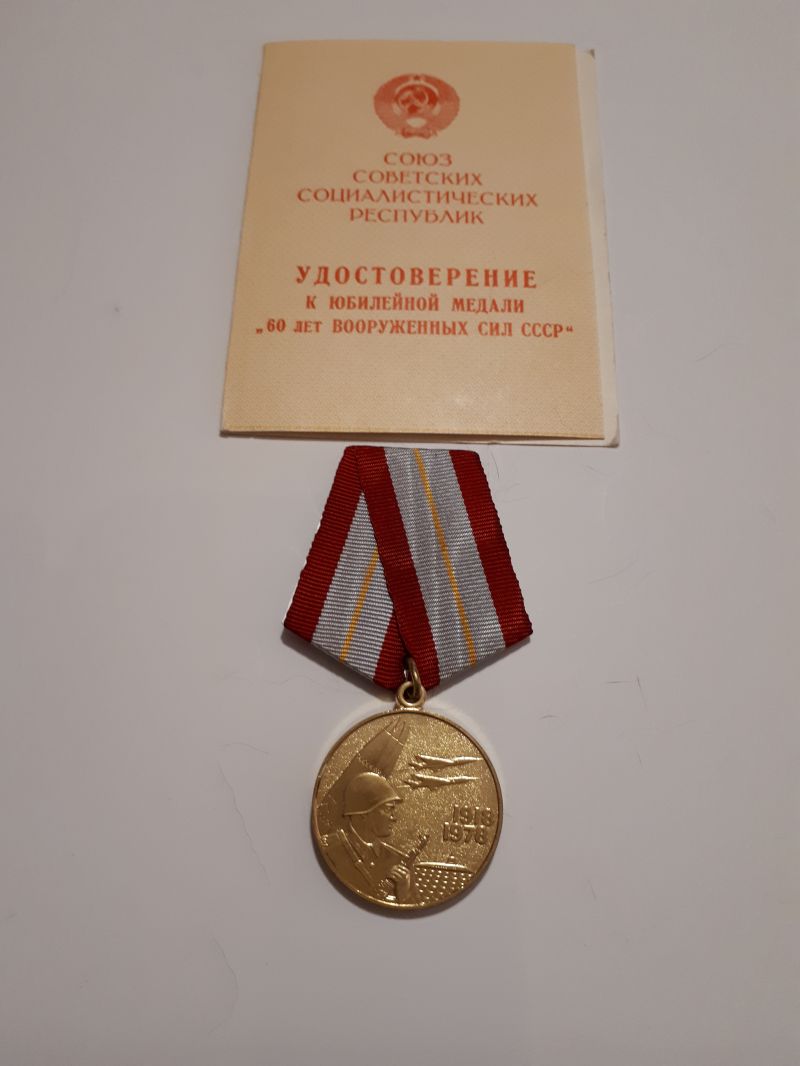 СОЮЗ
СОВЕТСКИХ
СОЦИАЛИСТИЧЕСКИХ
РЕСПУБЛИК
УДОСТОВЕРЕНИЕ
К ЮБИЛЕЙНОЙ МЕДАЛИ
„60 ЛЕТ ВООРУЖЕННЫХ СИЛ СССР“
1918
1978